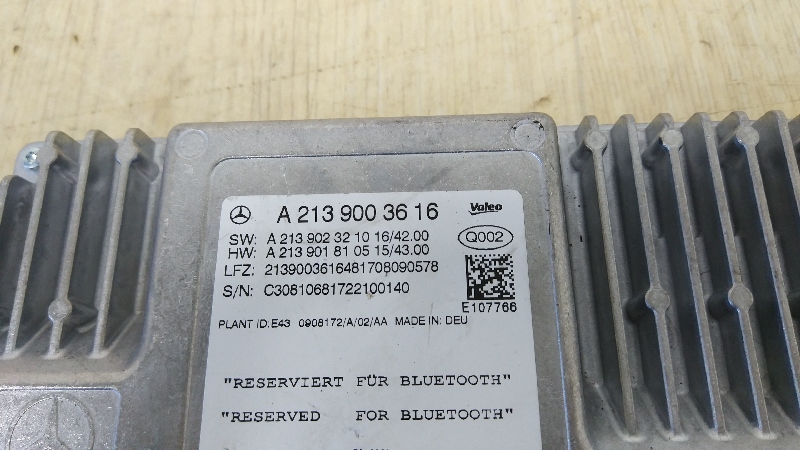 A 213 900 36 16 Valeo
SW: A 213 902 32 10 16/42.00
HW: A 213 901 81 05 15/43.00
Q002
LFZ: 2139003616481708090578
S/N: C30810681722100140
E107766
PLANT ID: E43 0908172/A/02/AA MADE IN: DEU
"RESERVIERT FÜR BLUETOOTH"
"RESERVED FOR BLUETOOTH"